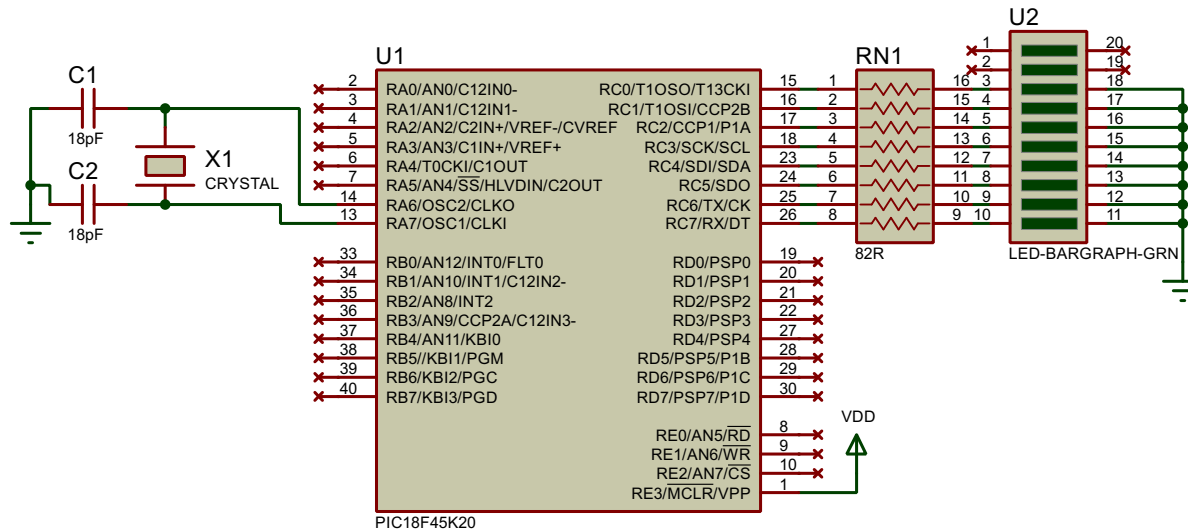 U1
RN1
U2
C1
18pF
C2
18pF
X1
CRYSTAL
2 RA0/AN0/C12IN0-
3 RA1/AN1/C12IN1-
4 RA2/AN2/C2IN+/VREF-/CVREF
5 RA3/AN3/C1IN+/VREF+
6 RA4/T0CKI/C1OUT
7 RA5/AN4/SS/HLVDIN/C2OUT
14 RA6/OSC2/CLKO
13 RA7/OSC1/CLKI
33 RB0/AN12/INT0/FLT0
34 RB1/AN10/INT1/C12IN2-
35 RB2/AN8/INT2
36 RB3/AN9/CCP2A/C12IN3-
37 RB4/AN11/KBI0
38 RB5//KBI1/PGM
39 RB6/KBI2/PGC
40 RB7/KBI3/PGD
RC0/T1OSO/T13CKI 15
RC1/T1OSI/CCP2B 16
RC2/CCP1/P1A 17
RC3/SCK/SCL 18
RC4/SDI/SDA 23
RC5/SDO 24
RC6/TX/CK 25
RC7/RX/DT 26
RD0/PSP0 19
RD1/PSP1 20
RD2/PSP2 21
RD3/PSP3 22
RD4/PSP4 27
RD5/PSP5/P1B 28
RD6/PSP6/P1C 29
RD7/PSP7/P1D 30
RE0/AN5/RD 8
RE1/AN6/WR 9
RE2/AN7/CS 10
RE3/MCLR/VPP 1
PIC18F45K20
VDD
1 16
2 15
3 14
4 13
5 12
6 11
7 10
8 9
82R
1 20
2 19
3 18
4 17
5 16
6 15
7 14
8 13
9 12
10 11
LED-BARGRAPH-GRN